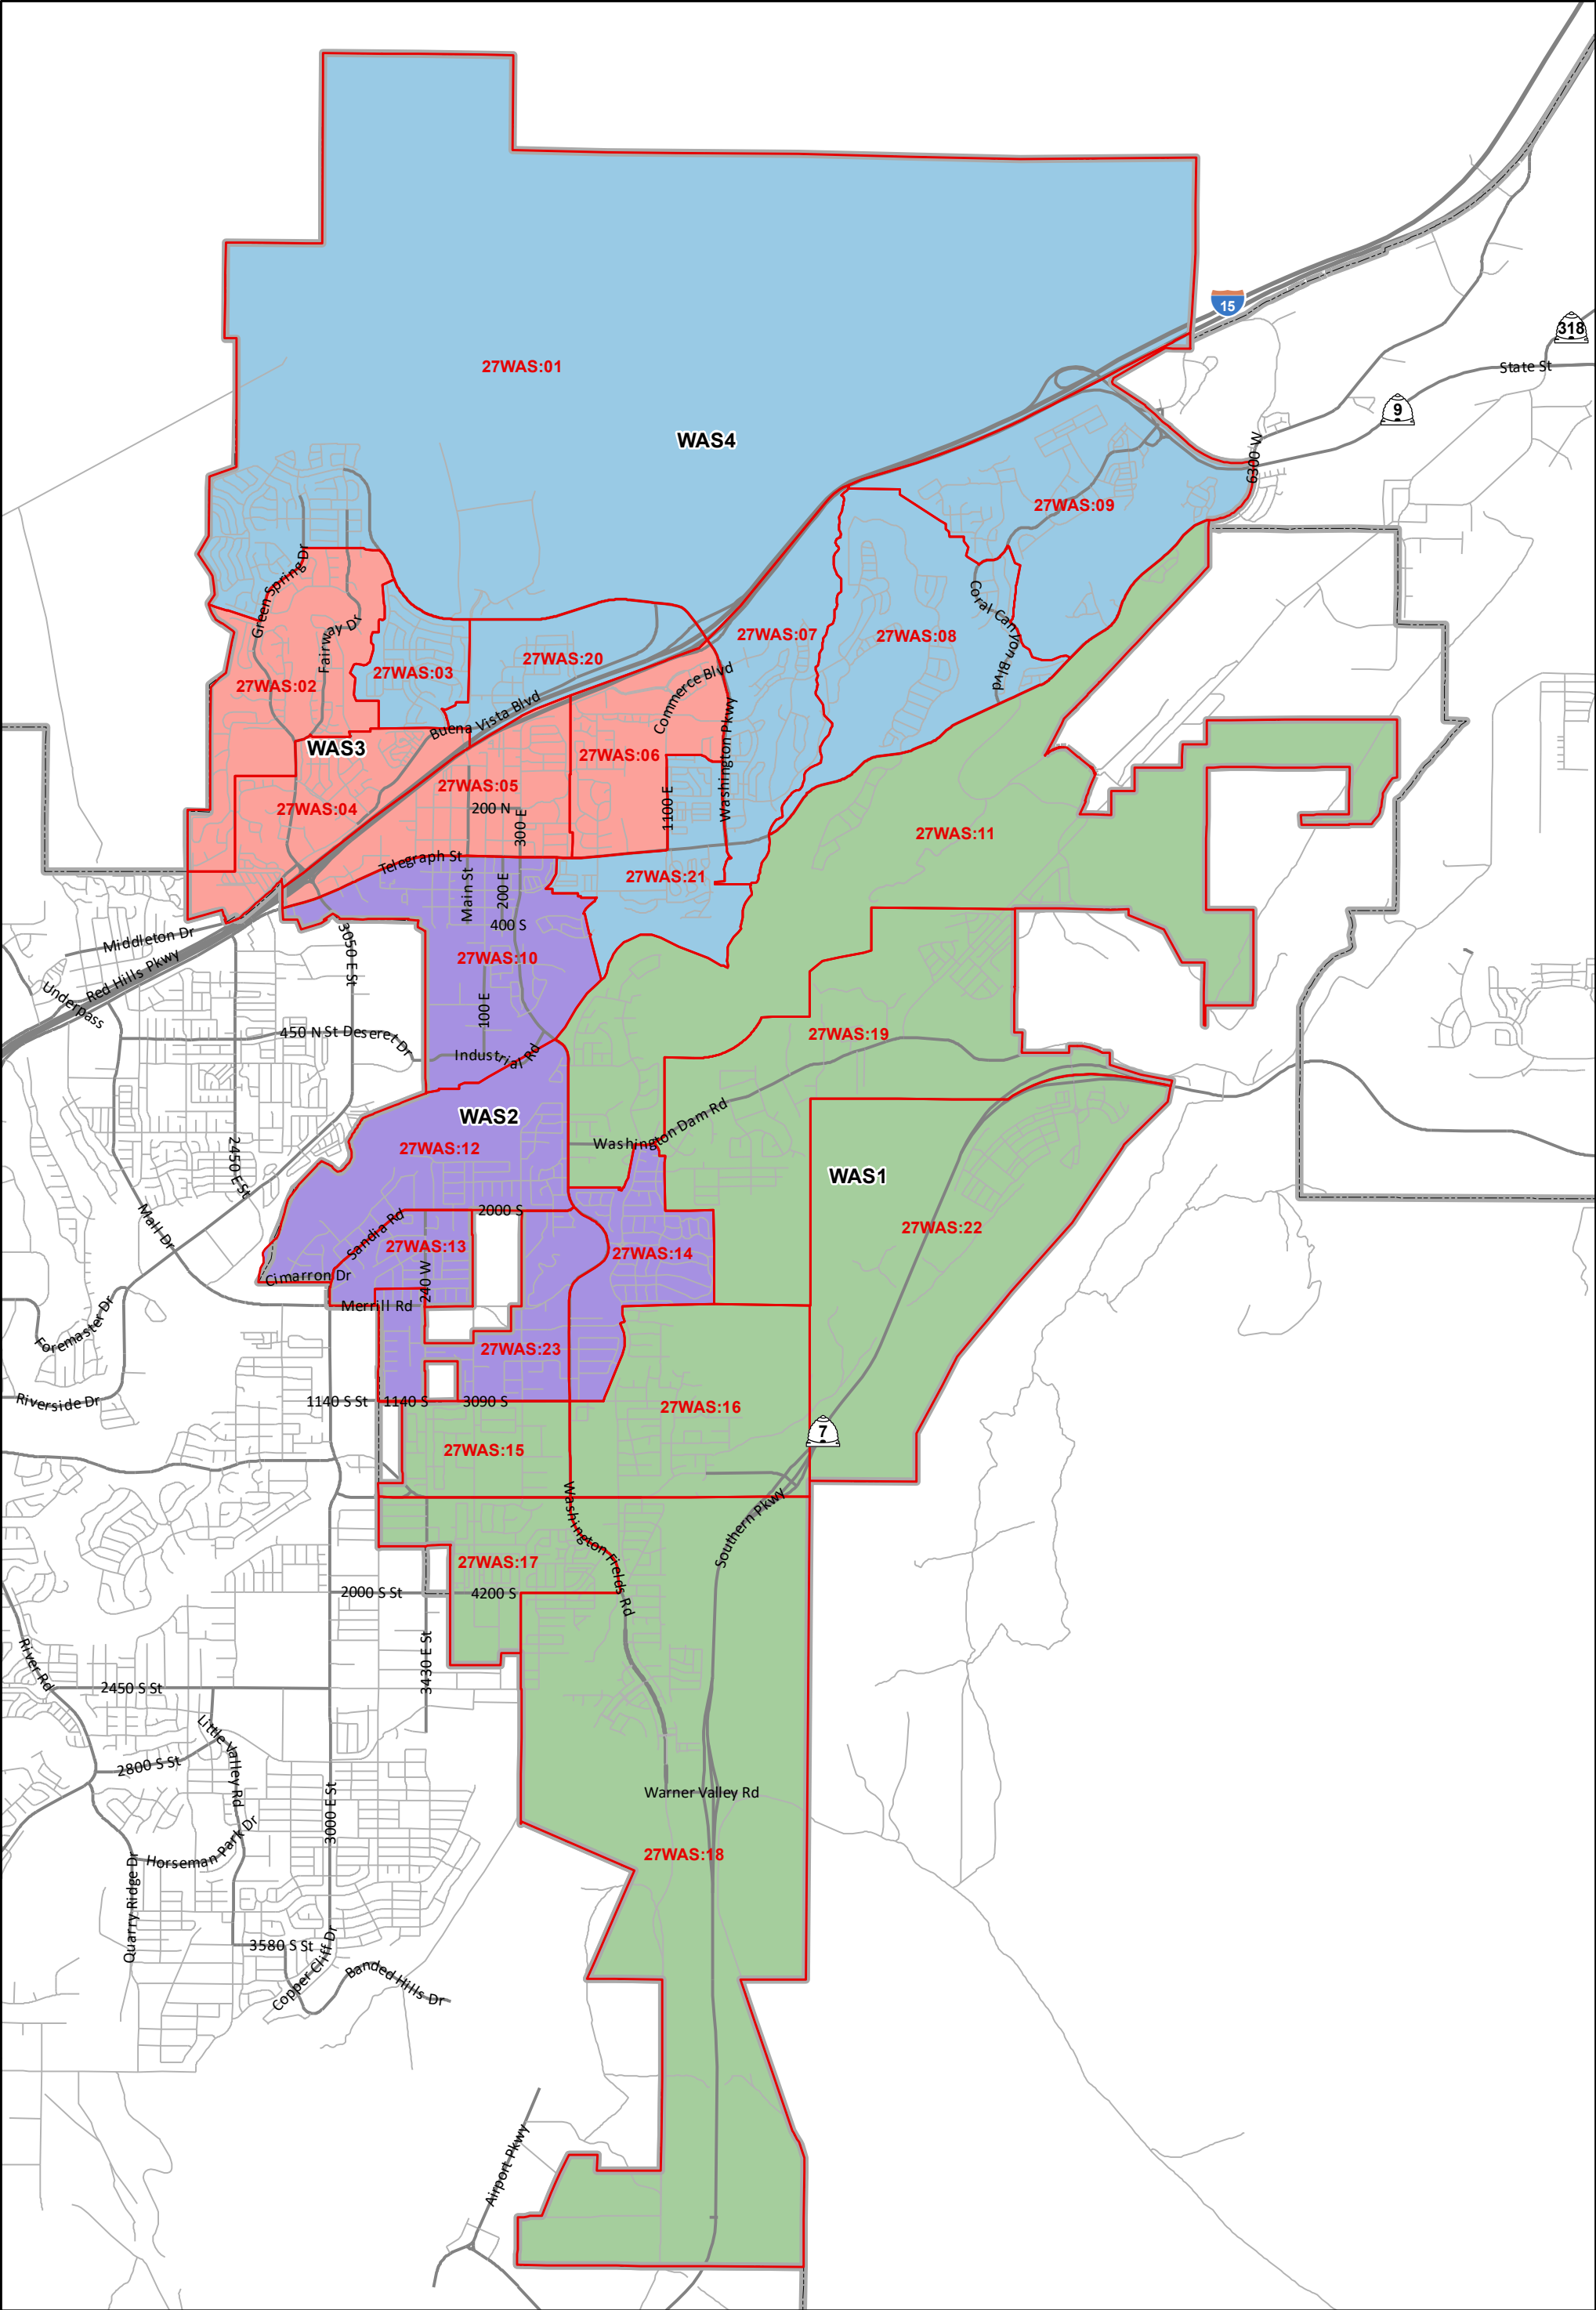 15
318
State St
9
27WAS:01
WAS4
6300 W
27WAS:09
Green Spring Dr
Coral Canyon Blvd
Fairway Dr
27WAS:07
27WAS:08
27WAS:20
27WAS:03
Commerce Blvd
27WAS:02
Buena Vista Blvd
Washington Pkwy
WAS3
27WAS:06
27WAS:05
27WAS:04
200 N
1100 E
300 E
27WAS:11
Telegraph St
27WAS:21
Main St
200 E
400 S
Middleton Dr
3050 E St
27WAS:10
Red Hills Pkwy
Underpass
100 E
450 N St
Deseret Dr
27WAS:19
Industrial Rd
WAS2
Washington Dam Rd
27WAS:12
2450 E St
WAS1
2000 S
Mall Dr
Sandia Rd
27WAS:22
27WAS:13
27WAS:14
Cimarron Dr
240 W
Merrill Rd
Foremaster Dr
27WAS:23
Riverside Dr
1140 S St
1140 S
3090 S
27WAS:16
7
27WAS:15
Washington Fields Rd
Southern Pkwy
27WAS:17
2000 S St
4200 S
River Rd
3430 E St
2450 S St
Little Valley Rd
2800 S St
Warner Valley Rd
3000 E St
27WAS:18
Horseman Park Dr
Quarry Ridge Dr
3580 S St
Copper Cliff Dr
Banded Hills Dr
Airport Pkwy